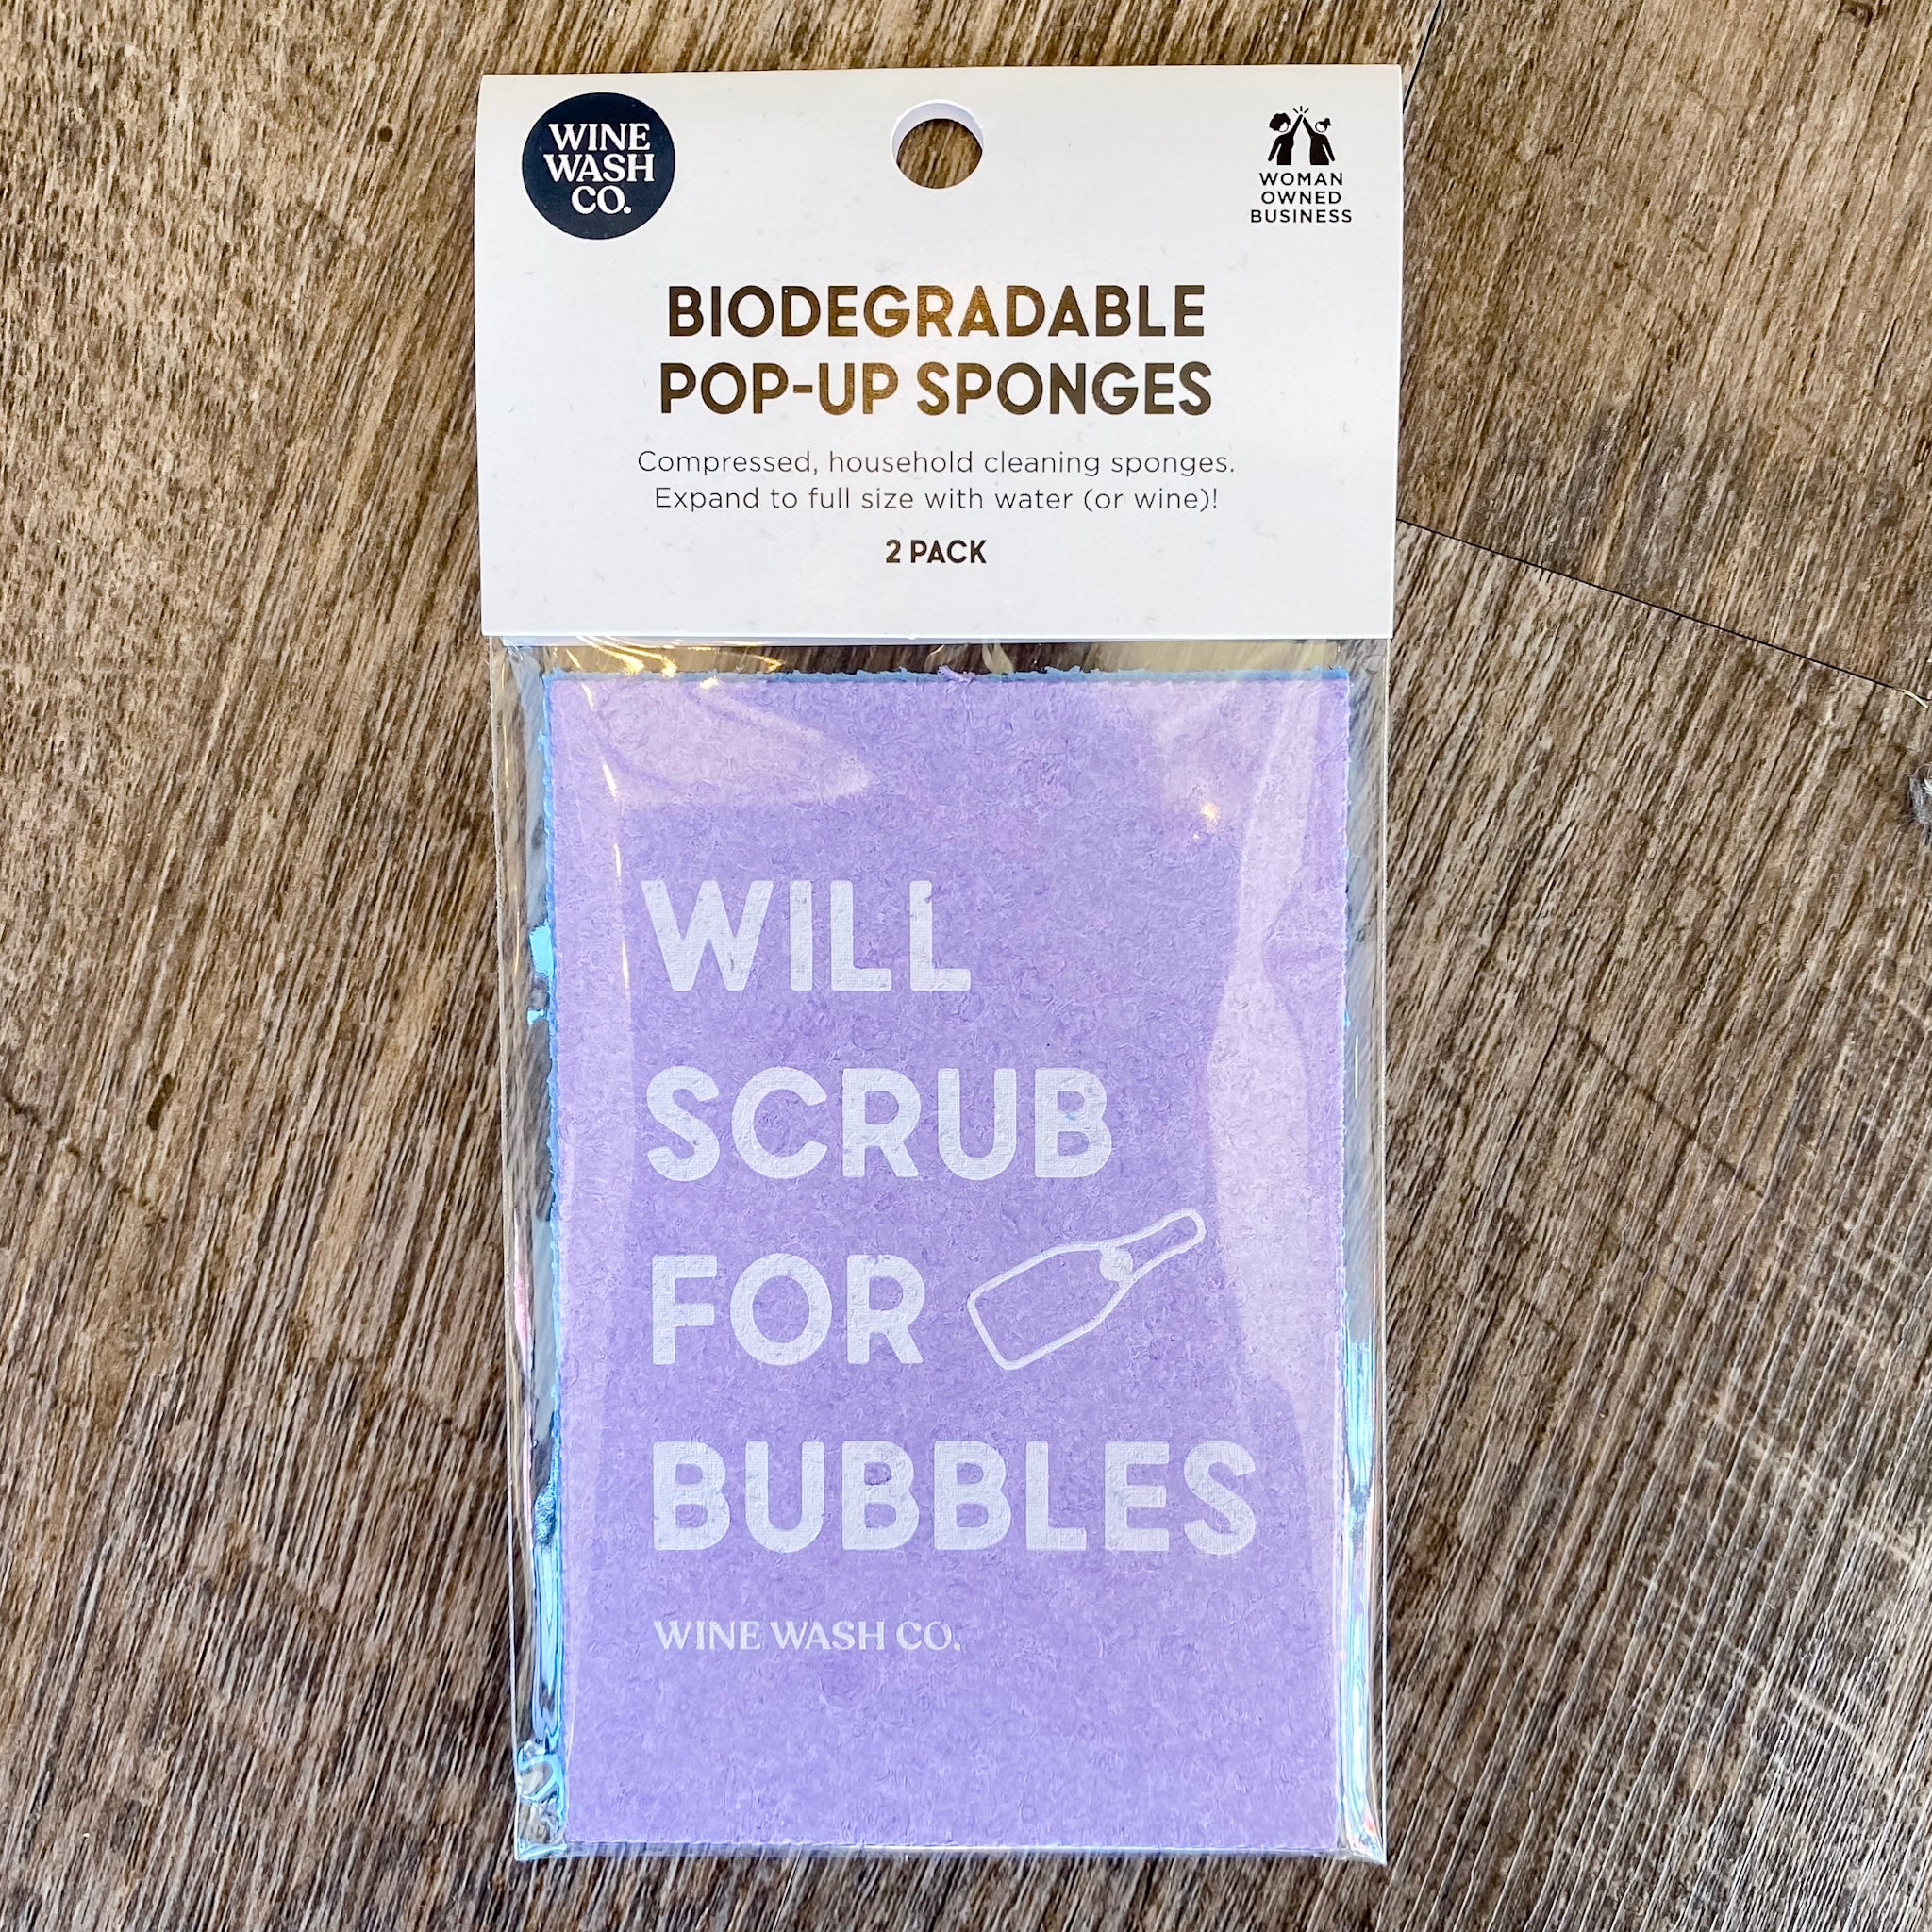 WINE
WASH
CO.
WOMAN
OWNED
BUSINESS
BIODEGRADABLE
POP-UP SPONGES
Compressed, household cleaning sponges.
Expand to full size with water (or wine)!
2 PACK
WILL
SCRUB
FOR
BUBBLES
WINE WASH CO.